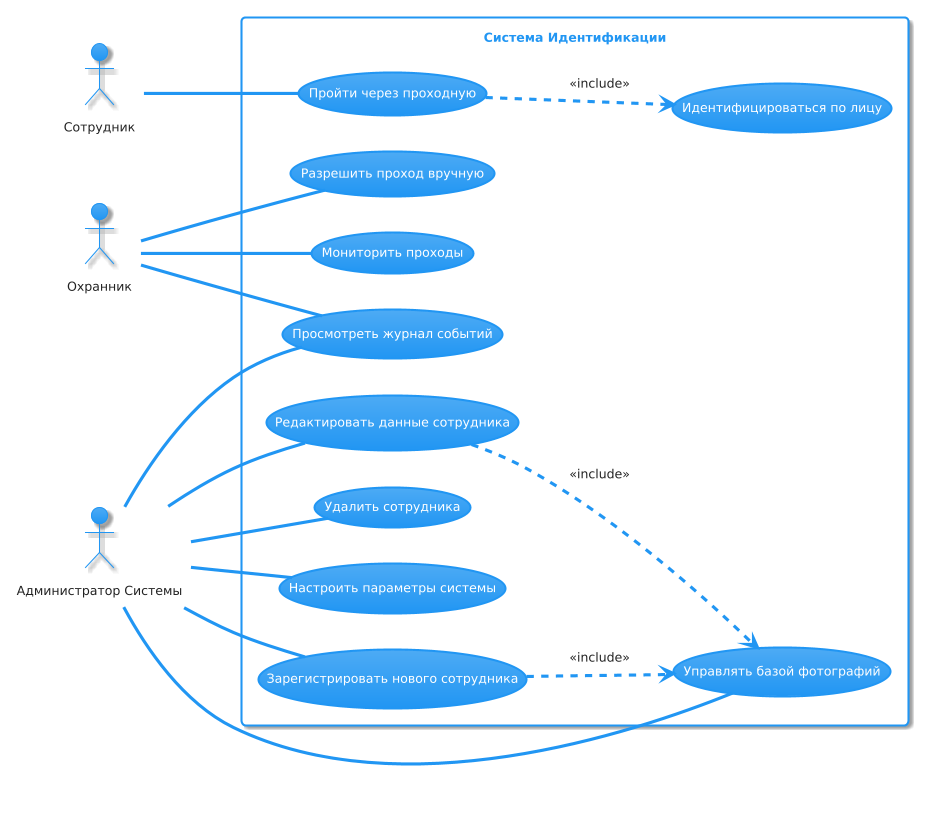 Система Идентификации
Сотрудник
Пройти через проходную
«include»
Идентифицироваться по лицу
Разрешить проход вручную
Охранник
Мониторить проходы
Просмотреть журнал событий
Редактировать данные сотрудника
«include»
Удалить сотрудника
Администратор Системы
Настроить параметры системы
Зарегистрировать нового сотрудника
«include»
Управлять базой фотографий